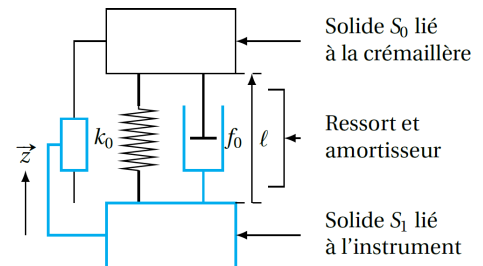 Solide S₀ lié
à la crémaillère
k₀
f₀
ℓ
Ressort et
amortisseur
z⃗
Solide S₁ lié
à l'instrument